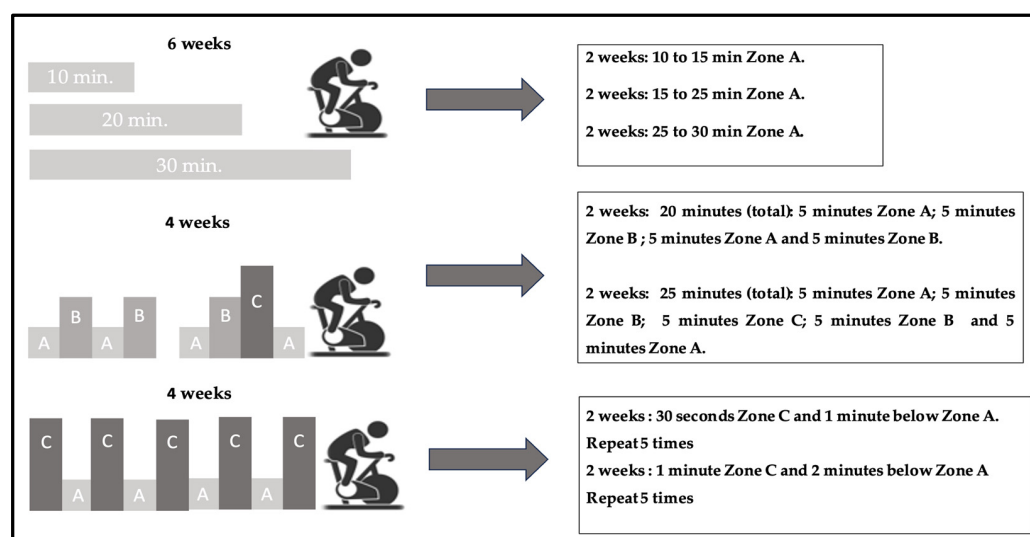 6 weeks
10 min.
20 min.
30 min.
2 weeks: 10 to 15 min Zone A.
2 weeks: 15 to 25 min Zone A.
2 weeks: 25 to 30 min Zone A.
4 weeks
A B A B
A B C A
2 weeks: 20 minutes (total): 5 minutes Zone A; 5 minutes
Zone B ; 5 minutes Zone A and 5 minutes Zone B.
2 weeks: 25 minutes (total): 5 minutes Zone A; 5 minutes
Zone B; 5 minutes Zone C; 5 minutes Zone B and 5
minutes Zone A.
4 weeks
C A C A C A C A C
2 weeks : 30 seconds Zone C and 1 minute below Zone A.
Repeat 5 times
2 weeks : 1 minute Zone C and 2 minutes below Zone A
Repeat 5 times